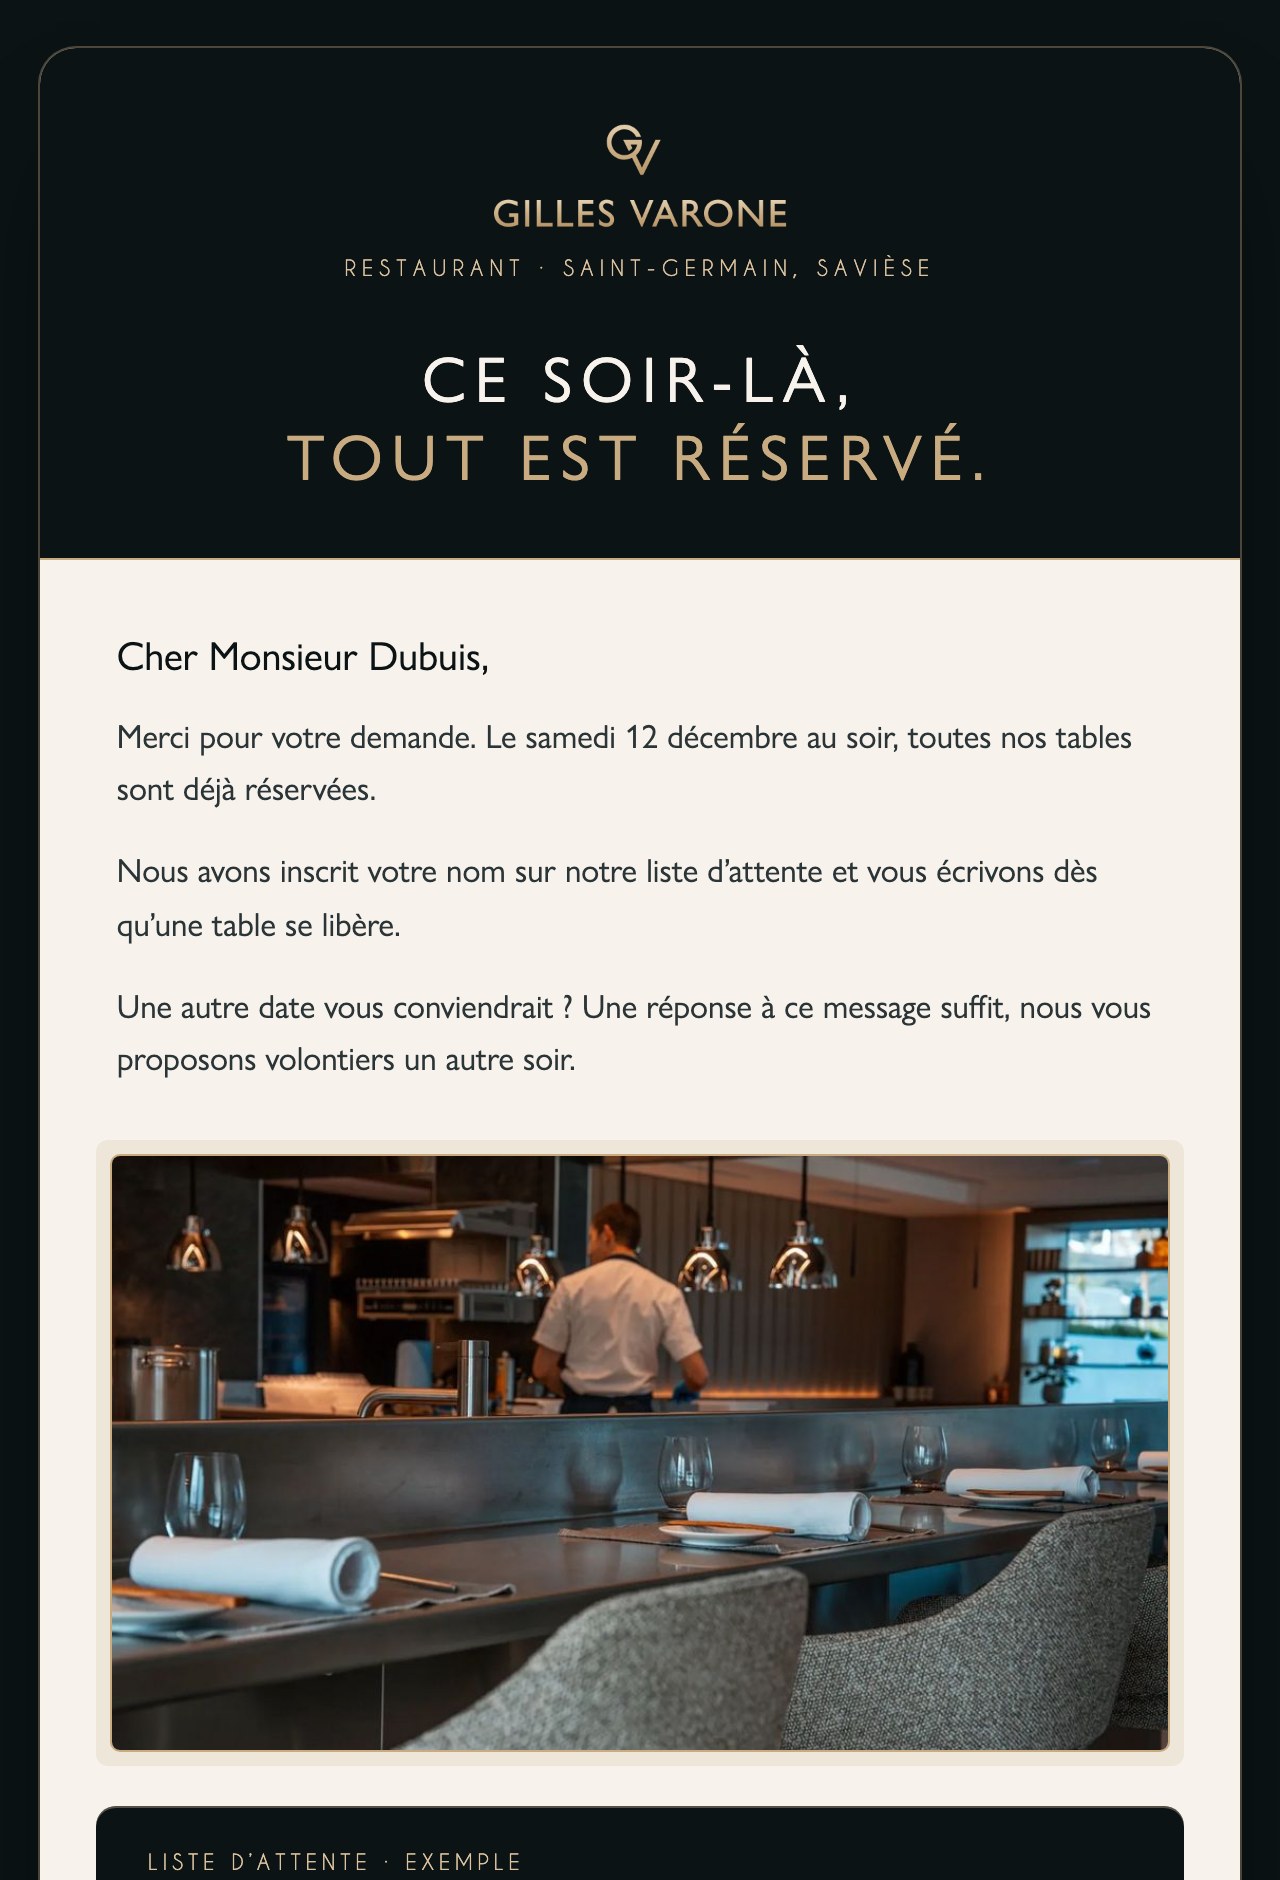 GV
GILLES VARONE
RESTAURANT · SAINT-GERMAIN, SAVIÈSE
CE SOIR-LÀ,
TOUT EST RÉSERVÉ.
Cher Monsieur Dubuis,
Merci pour votre demande. Le samedi 12 décembre au soir, toutes nos tables
sont déjà réservées.
Nous avons inscrit votre nom sur notre liste d’attente et vous écrivons dès
qu’une table se libère.
Une autre date vous conviendrait ? Une réponse à ce message suffit, nous vous
proposons volontiers un autre soir.
LISTE D’ATTENTE · EXEMPLE